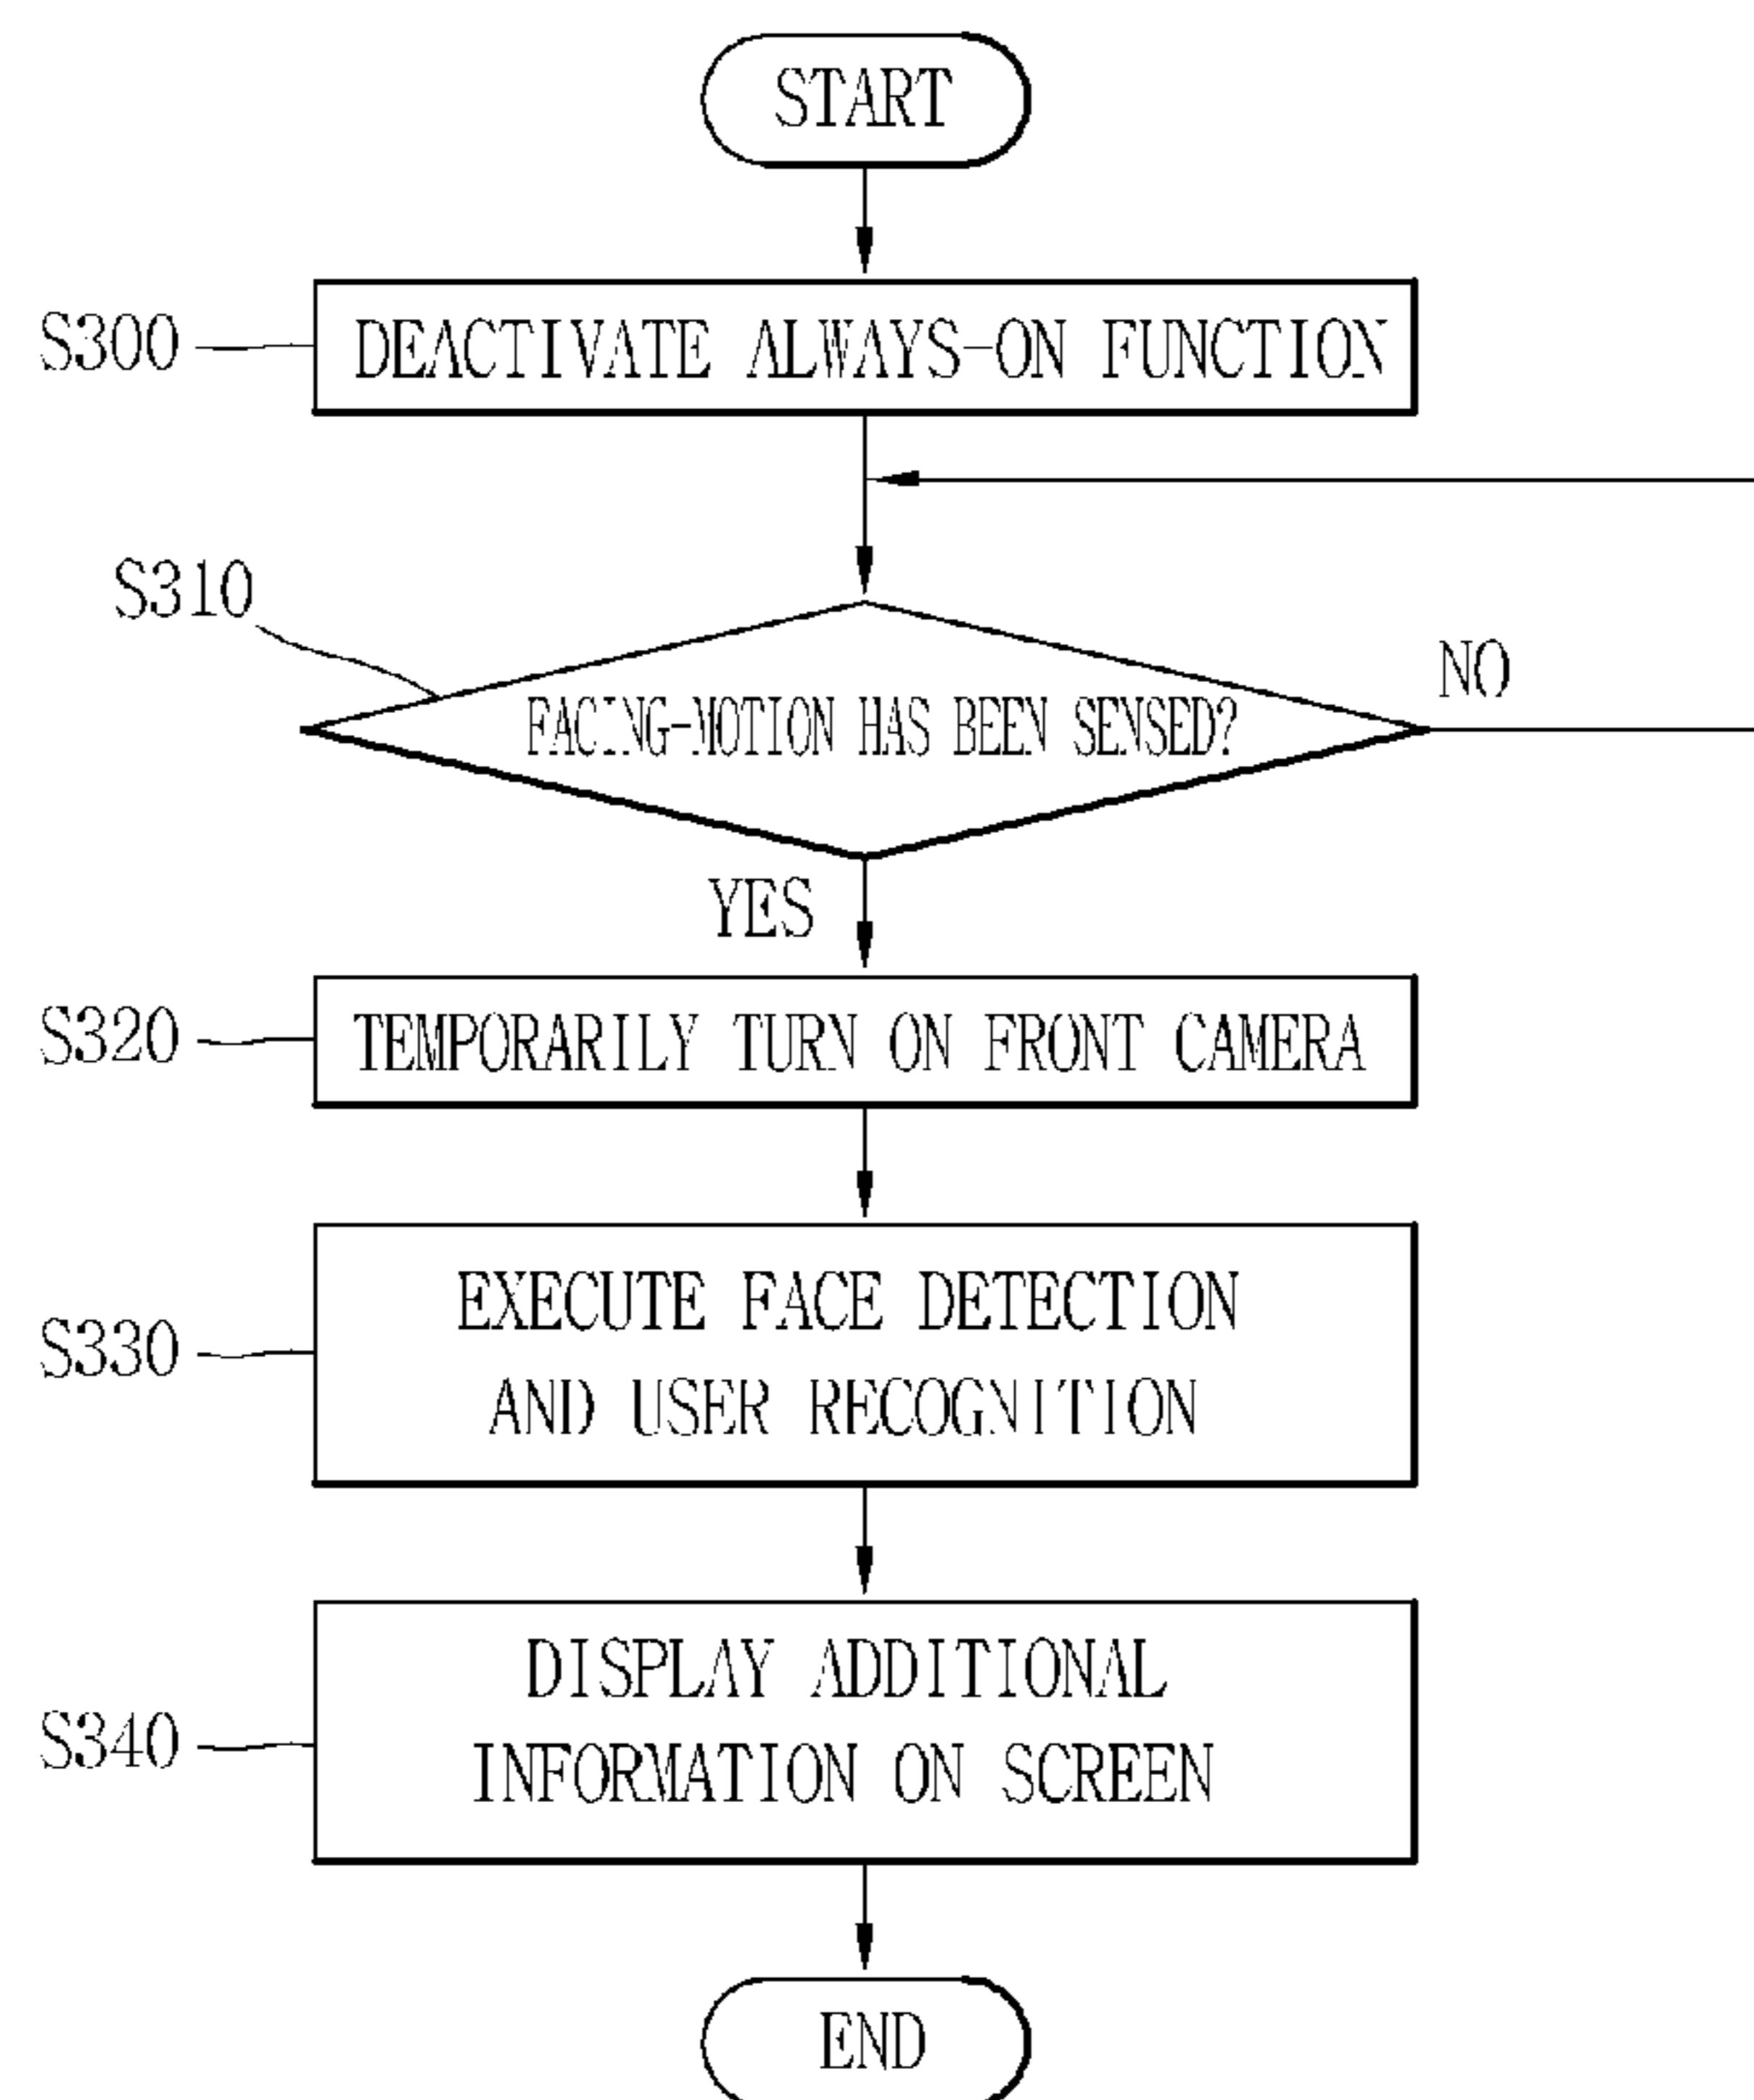 START
S300
DEACTIVATE ALWAYS-ON FUNCTION
S310
FACING-MOTION HAS BEEN SENSED?
NO
YES
S320
TEMPORARILY TURN ON FRONT CAMERA
S330
EXECUTE FACE DETECTION
AND USER RECOGNITION
S340
DISPLAY ADDITIONAL
INFORMATION ON SCREEN
END